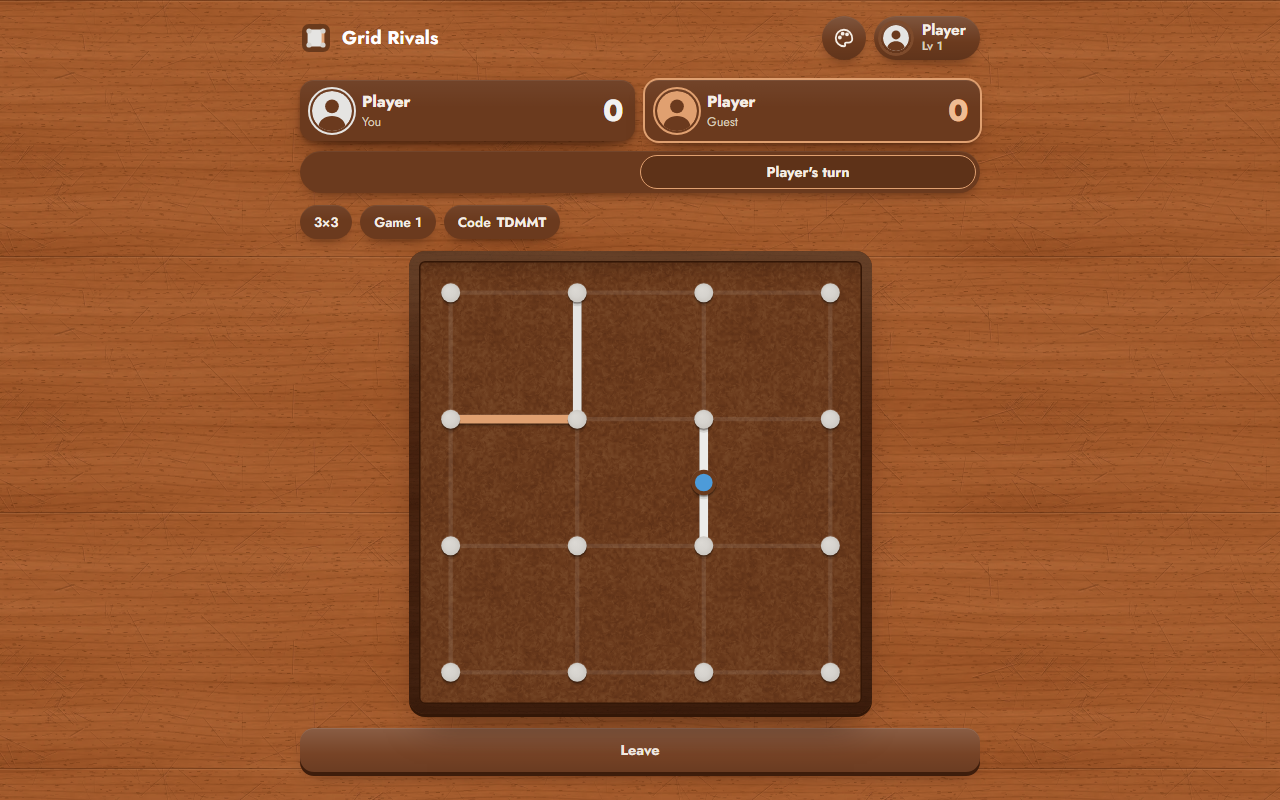 Grid Rivals
Player
Lv 1
Player
You
0
Player
Guest
0
Player's turn
3×3
Game 1
Code TDMMT
Leave